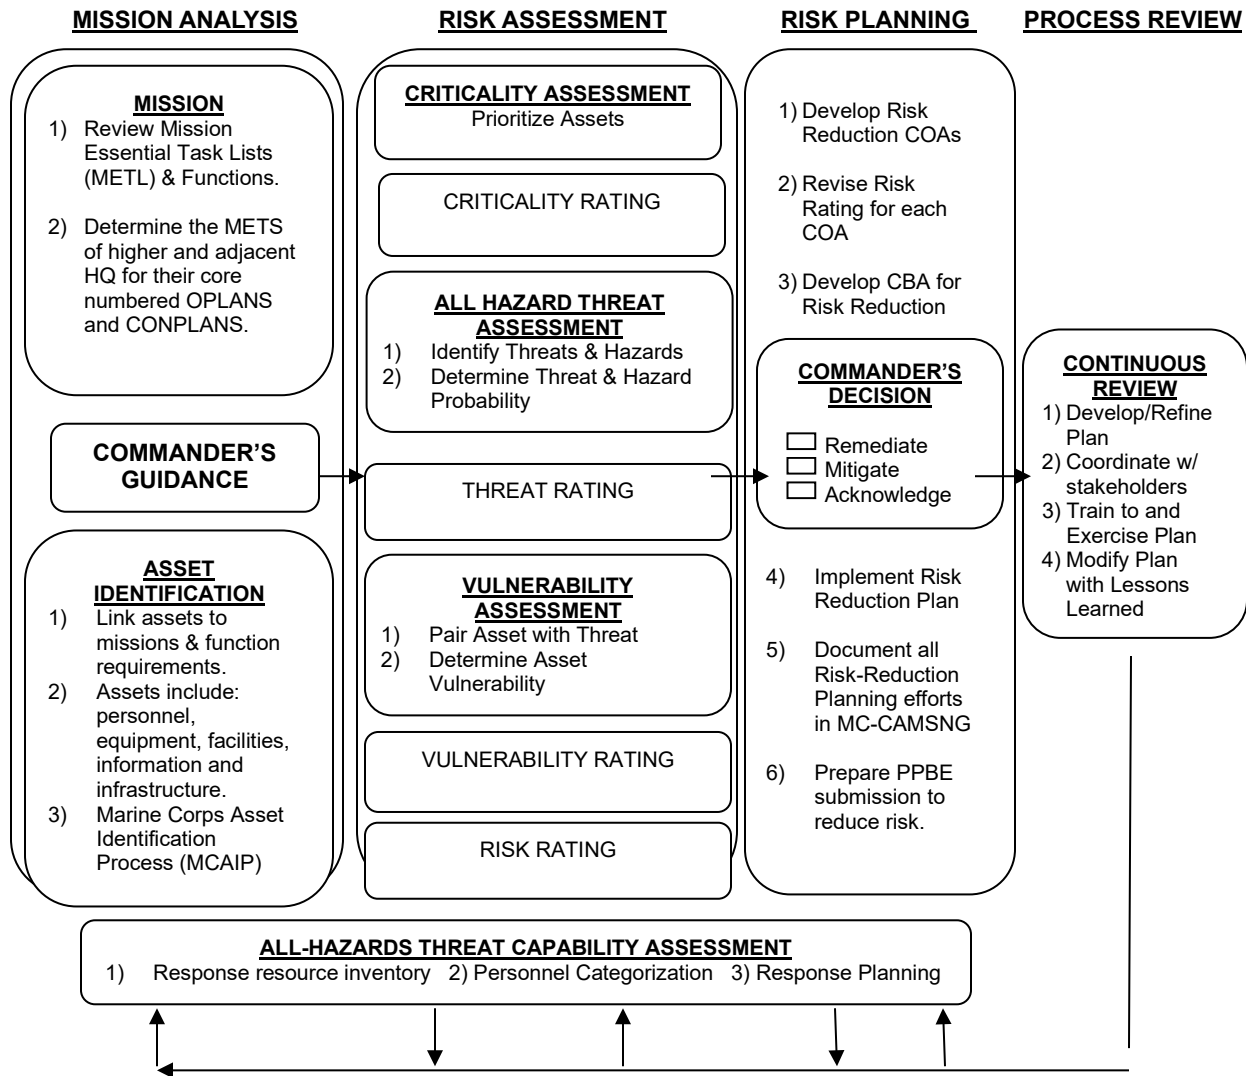 MISSION ANALYSIS
MISSION
1) Review Mission
Essential Task Lists
(METL) & Functions.
2) Determine the METS
of higher and adjacent
HQ for their core
numbered OPLANS
and CONPLANS.
COMMANDER’S
GUIDANCE
ASSET
IDENTIFICATION
1) Link assets to
missions & function
requirements.
2) Assets include:
personnel,
equipment, facilities,
information and
infrastructure.
3) Marine Corps Asset
Identification
Process (MCAIP)
RISK ASSESSMENT
CRITICALITY ASSESSMENT
Prioritize Assets
CRITICALITY RATING
ALL HAZARD THREAT
ASSESSMENT
1) Identify Threats & Hazards
2) Determine Threat & Hazard
Probability
THREAT RATING
VULNERABILITY
ASSESSMENT
1) Pair Asset with Threat
2) Determine Asset
Vulnerability
VULNERABILITY RATING
RISK RATING
RISK PLANNING
1) Develop Risk
Reduction COAs
2) Revise Risk
Rating for each
COA
3) Develop CBA for
Risk Reduction
COMMANDER’S
DECISION
Remediate
Mitigate
Acknowledge
4) Implement Risk
Reduction Plan
5) Document all
Risk-Reduction
Planning efforts
in MC-CAMSNG
6) Prepare PPBE
submission to
reduce risk.
PROCESS REVIEW
CONTINUOUS
REVIEW
1) Develop/Refine
Plan
2) Coordinate w/
stakeholders
3) Train to and
Exercise Plan
4) Modify Plan
with Lessons
Learned
ALL-HAZARDS THREAT CAPABILITY ASSESSMENT
1) Response resource inventory 2) Personnel Categorization 3) Response Planning